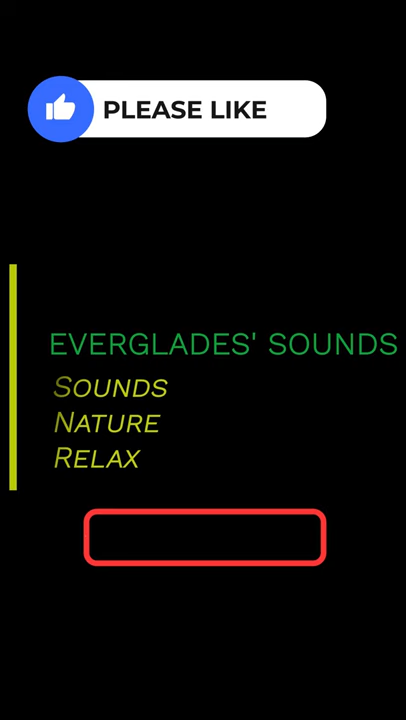 PLEASE LIKE
EVERGLADES' SOUNDS
SOUNDS
NATURE
RELAX